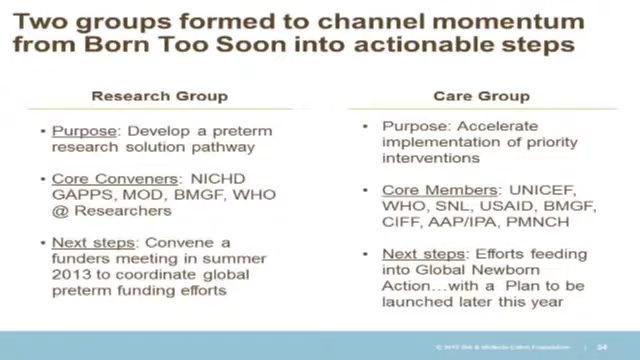 Two groups formed to channel momentum
from Born Too Soon into actionable steps
Research Group
• Purpose: Develop a preterm
research solution pathway
• Core Conveners: NICHD
GAPPS, MOD, BMGF, WHO
@ Researchers
• Next steps: Convene a
funders meeting in summer
2013 to coordinate global
preterm funding efforts
Care Group
• Purpose: Accelerate
implementation of priority
interventions
• Core Members: UNICEF,
WHO, SNL, USAID, BMGF,
CIFF, AAP/IPA, PMNCH
• Next steps: Efforts feeding
into Global Newborn
Action…with a Plan to be
launched later this year
Foundation | 24